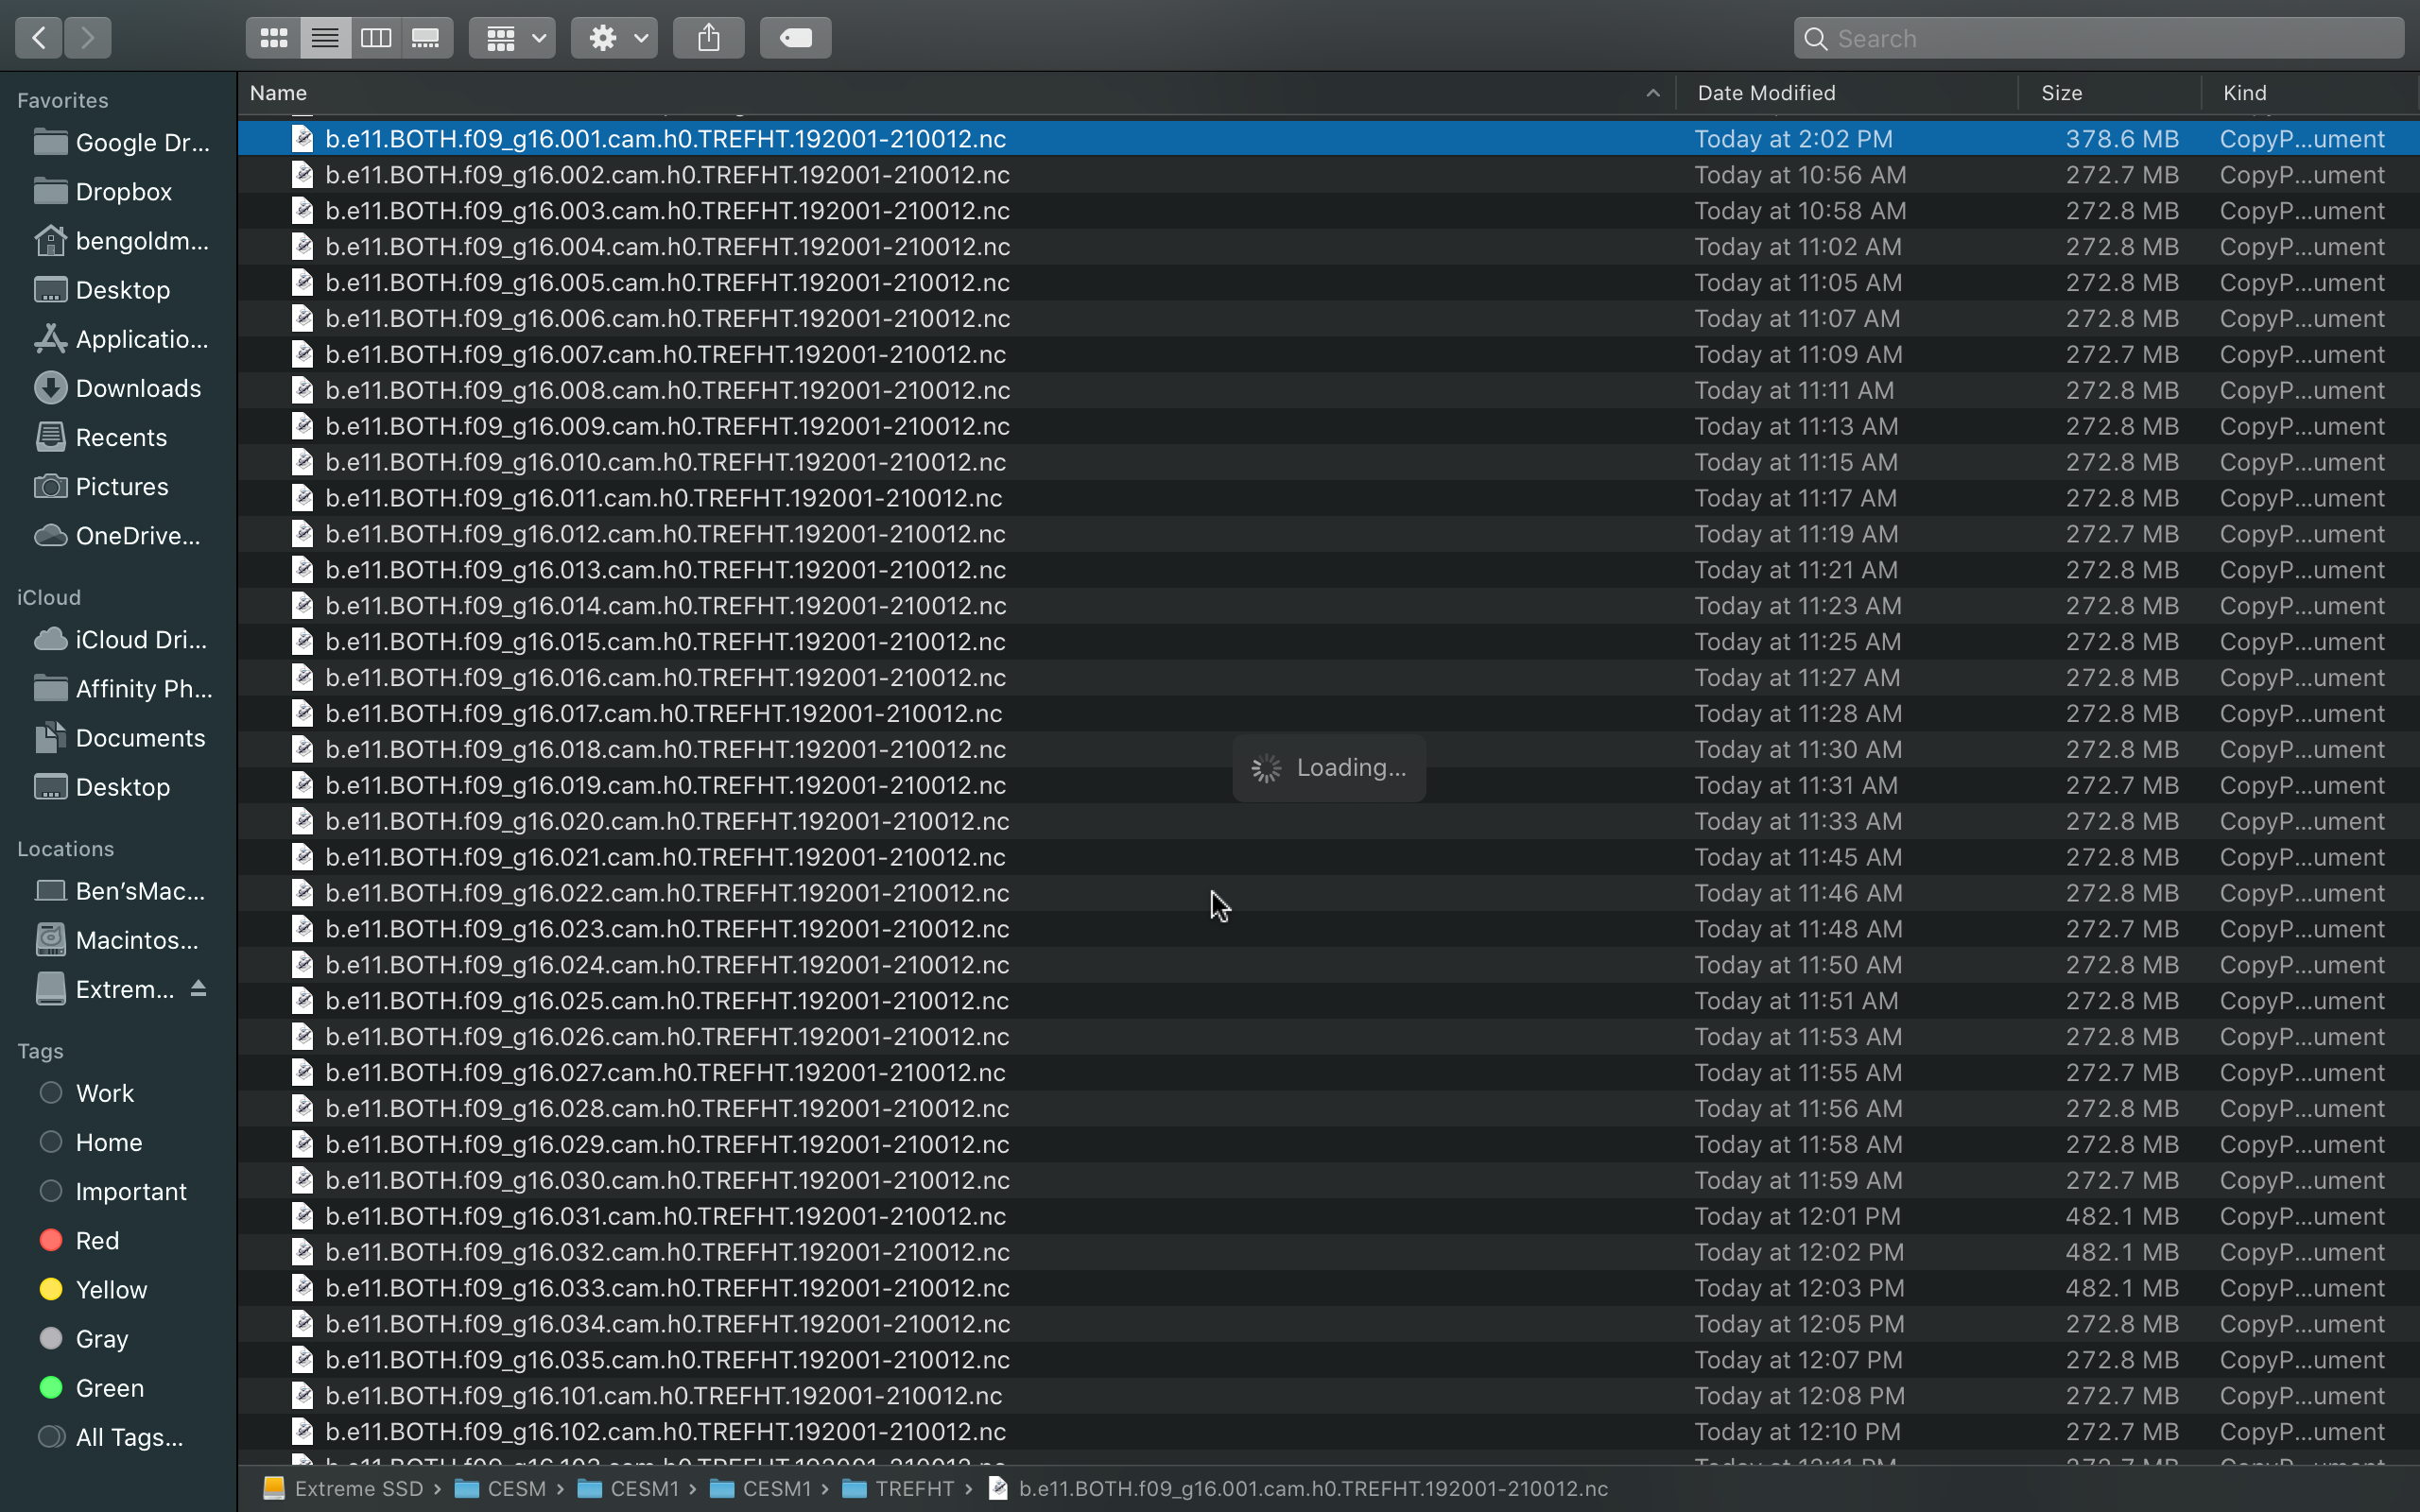 Search
Favorites
Google Dr...
Dropbox
bengoldm...
Desktop
Applicatio...
Downloads
Recents
Pictures
OneDrive...
iCloud
iCloud Dri...
Affinity Ph...
Documents
Desktop
Locations
Ben'sMac...
Macintos...
Extrem...
Tags
Work
Home
Important
Red
Yellow
Gray
Green
All Tags...
Name Date Modified Size Kind
b.e11.BOTH.f09_g16.001.cam.h0.TREFHT.192001-210012.nc Today at 2:02 PM 378.6 MB CopyP...ument
b.e11.BOTH.f09_g16.002.cam.h0.TREFHT.192001-210012.nc Today at 10:56 AM 272.7 MB CopyP...ument
b.e11.BOTH.f09_g16.003.cam.h0.TREFHT.192001-210012.nc Today at 10:58 AM 272.8 MB CopyP...ument
b.e11.BOTH.f09_g16.004.cam.h0.TREFHT.192001-210012.nc Today at 11:02 AM 272.8 MB CopyP...ument
b.e11.BOTH.f09_g16.005.cam.h0.TREFHT.192001-210012.nc Today at 11:05 AM 272.8 MB CopyP...ument
b.e11.BOTH.f09_g16.006.cam.h0.TREFHT.192001-210012.nc Today at 11:07 AM 272.8 MB CopyP...ument
b.e11.BOTH.f09_g16.007.cam.h0.TREFHT.192001-210012.nc Today at 11:09 AM 272.7 MB CopyP...ument
b.e11.BOTH.f09_g16.008.cam.h0.TREFHT.192001-210012.nc Today at 11:11 AM 272.8 MB CopyP...ument
b.e11.BOTH.f09_g16.009.cam.h0.TREFHT.192001-210012.nc Today at 11:13 AM 272.8 MB CopyP...ument
b.e11.BOTH.f09_g16.010.cam.h0.TREFHT.192001-210012.nc Today at 11:15 AM 272.8 MB CopyP...ument
b.e11.BOTH.f09_g16.011.cam.h0.TREFHT.192001-210012.nc Today at 11:17 AM 272.8 MB CopyP...ument
b.e11.BOTH.f09_g16.012.cam.h0.TREFHT.192001-210012.nc Today at 11:19 AM 272.7 MB CopyP...ument
b.e11.BOTH.f09_g16.013.cam.h0.TREFHT.192001-210012.nc Today at 11:21 AM 272.8 MB CopyP...ument
b.e11.BOTH.f09_g16.014.cam.h0.TREFHT.192001-210012.nc Today at 11:23 AM 272.8 MB CopyP...ument
b.e11.BOTH.f09_g16.015.cam.h0.TREFHT.192001-210012.nc Today at 11:25 AM 272.8 MB CopyP...ument
b.e11.BOTH.f09_g16.016.cam.h0.TREFHT.192001-210012.nc Today at 11:27 AM 272.8 MB CopyP...ument
b.e11.BOTH.f09_g16.017.cam.h0.TREFHT.192001-210012.nc Today at 11:28 AM 272.8 MB CopyP...ument
b.e11.BOTH.f09_g16.018.cam.h0.TREFHT.192001-210012.nc Today at 11:30 AM 272.8 MB CopyP...ument
Loading...
b.e11.BOTH.f09_g16.019.cam.h0.TREFHT.192001-210012.nc Today at 11:31 AM 272.7 MB CopyP...ument
b.e11.BOTH.f09_g16.020.cam.h0.TREFHT.192001-210012.nc Today at 11:33 AM 272.8 MB CopyP...ument
b.e11.BOTH.f09_g16.021.cam.h0.TREFHT.192001-210012.nc Today at 11:45 AM 272.8 MB CopyP...ument
b.e11.BOTH.f09_g16.022.cam.h0.TREFHT.192001-210012.nc Today at 11:46 AM 272.8 MB CopyP...ument
b.e11.BOTH.f09_g16.023.cam.h0.TREFHT.192001-210012.nc Today at 11:48 AM 272.7 MB CopyP...ument
b.e11.BOTH.f09_g16.024.cam.h0.TREFHT.192001-210012.nc Today at 11:50 AM 272.8 MB CopyP...ument
b.e11.BOTH.f09_g16.025.cam.h0.TREFHT.192001-210012.nc Today at 11:51 AM 272.8 MB CopyP...ument
b.e11.BOTH.f09_g16.026.cam.h0.TREFHT.192001-210012.nc Today at 11:53 AM 272.8 MB CopyP...ument
b.e11.BOTH.f09_g16.027.cam.h0.TREFHT.192001-210012.nc Today at 11:55 AM 272.7 MB CopyP...ument
b.e11.BOTH.f09_g16.028.cam.h0.TREFHT.192001-210012.nc Today at 11:56 AM 272.8 MB CopyP...ument
b.e11.BOTH.f09_g16.029.cam.h0.TREFHT.192001-210012.nc Today at 11:58 AM 272.8 MB CopyP...ument
b.e11.BOTH.f09_g16.030.cam.h0.TREFHT.192001-210012.nc Today at 11:59 AM 272.7 MB CopyP...ument
b.e11.BOTH.f09_g16.031.cam.h0.TREFHT.192001-210012.nc Today at 12:01 PM 482.1 MB CopyP...ument
b.e11.BOTH.f09_g16.032.cam.h0.TREFHT.192001-210012.nc Today at 12:02 PM 482.1 MB CopyP...ument
b.e11.BOTH.f09_g16.033.cam.h0.TREFHT.192001-210012.nc Today at 12:03 PM 482.1 MB CopyP...ument
b.e11.BOTH.f09_g16.034.cam.h0.TREFHT.192001-210012.nc Today at 12:05 PM 272.8 MB CopyP...ument
b.e11.BOTH.f09_g16.035.cam.h0.TREFHT.192001-210012.nc Today at 12:07 PM 272.8 MB CopyP...ument
b.e11.BOTH.f09_g16.101.cam.h0.TREFHT.192001-210012.nc Today at 12:08 PM 272.7 MB CopyP...ument
b.e11.BOTH.f09_g16.102.cam.h0.TREFHT.192001-210012.nc Today at 12:10 PM 272.7 MB CopyP...ument
Extreme SSD › CESM › CESM1 › CESM1 › TREFHT › b.e11.BOTH.f09_g16.001.cam.h0.TREFHT.192001-210012.nc